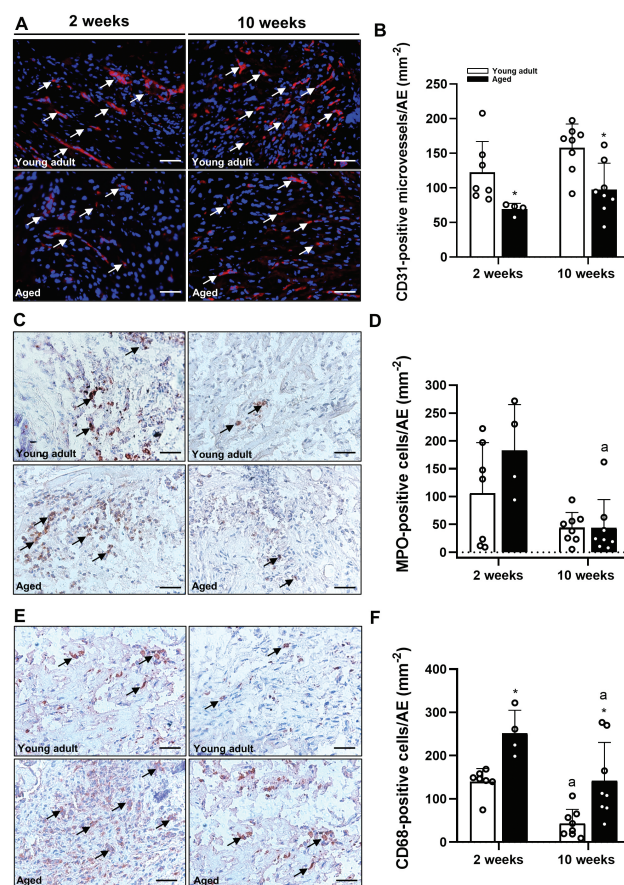 A
2 weeks
10 weeks
Young adult
Young adult
Aged
Aged
B
Young adult
Aged
CD31-positive microvessels/AE (mm⁻²)
250
200
150
100
50
0
*
*
2 weeks
10 weeks
C
Young adult
Young adult
Aged
Aged
D
MPO-positive cells/AE (mm⁻²)
300
250
200
150
100
50
0
a
2 weeks
10 weeks
E
Young adult
Young adult
Aged
Aged
F
CD68-positive cells/AE (mm⁻²)
400
300
200
100
0
*
a
a
*
2 weeks
10 weeks